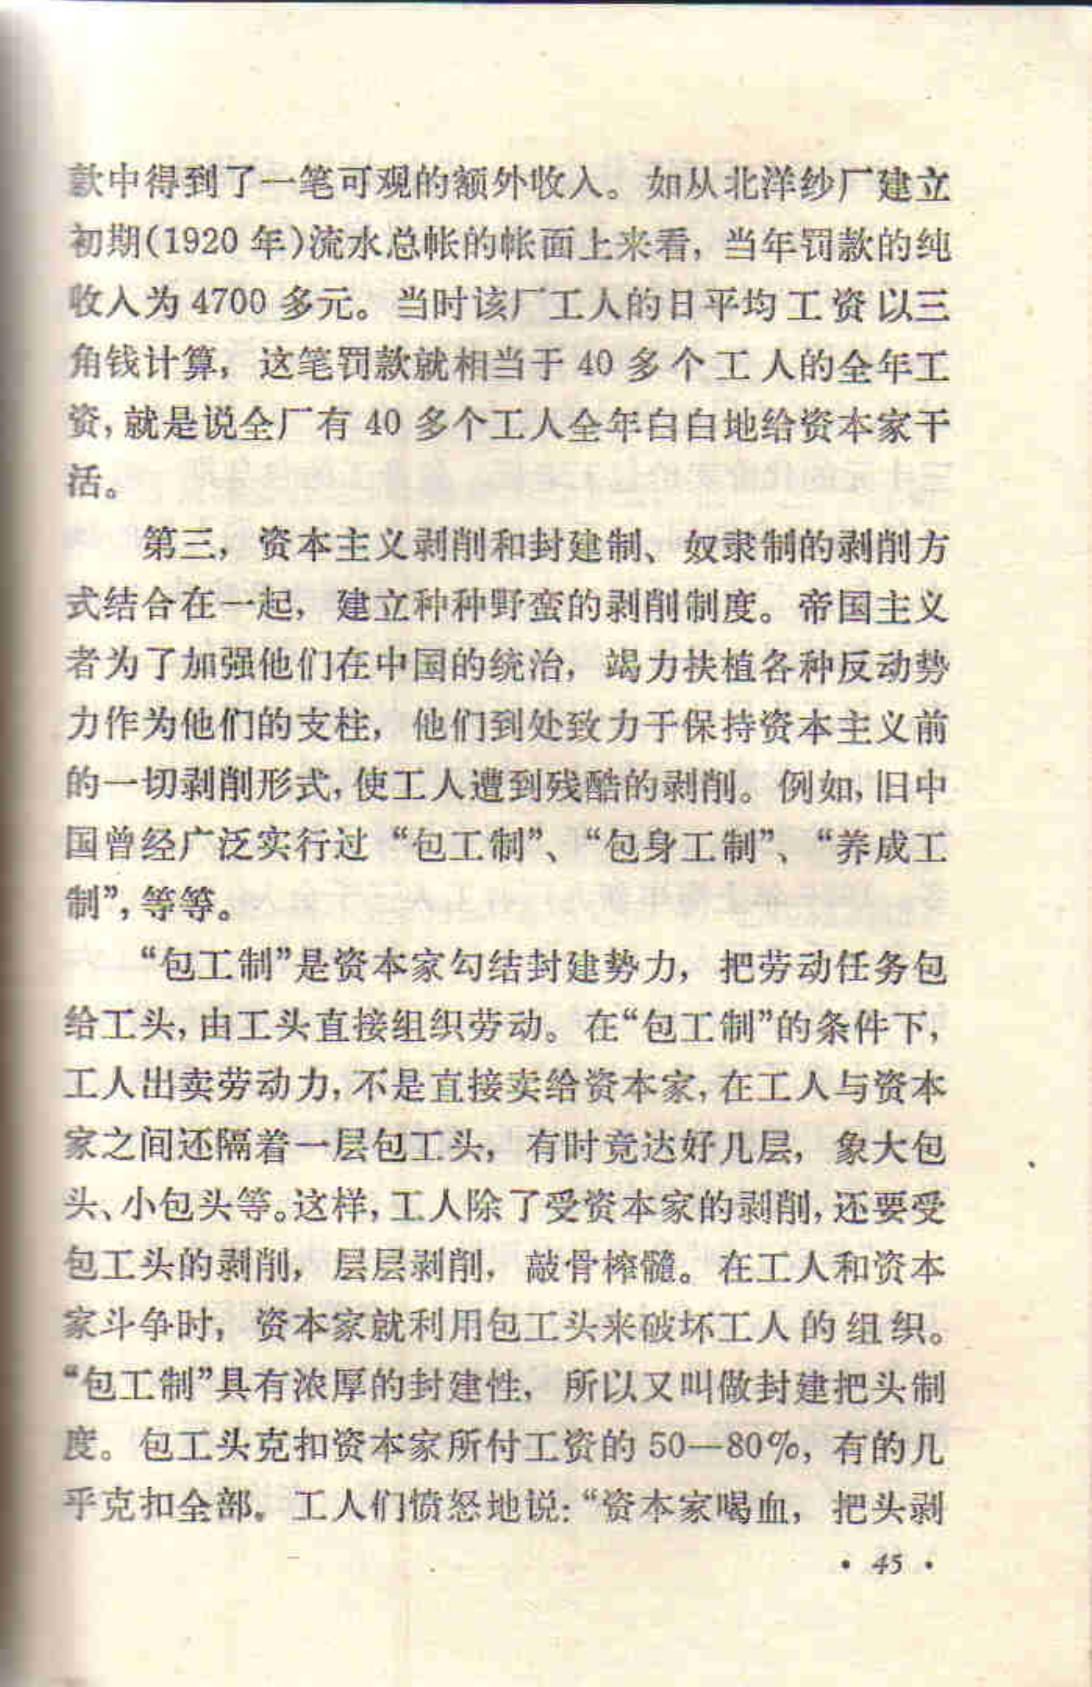 款中得到了一笔可观的额外收入。如从北洋纱厂建立
初期(1920年)流水总帐的帐面上来看，当年罚款的纯
收入为4700多元。当时该厂工人的日平均工资以三
角钱计算，这笔罚款就相当于40多个工人的全年工
资，就是说全厂有40多个工人全年白白地给资本家干
活。
第三，资本主义剥削和封建制、奴隶制的剥削方
式结合在一起，建立种种野蛮的剥削制度。帝国主义
者为了加强他们在中国的统治，竭力扶植各种反动势
力作为他们的支柱，他们到处致力于保持资本主义前
的一切剥削形式，使工人遭到残酷的剥削。例如，旧中
国曾经广泛实行过“包工制”、“包身工制”、“养成工
制”，等等。
“包工制”是资本家勾结封建势力，把劳动任务包
给工头，由工头直接组织劳动。在“包工制”的条件下，
工人出卖劳动力，不是直接卖给资本家，在工人与资本
家之间还隔着一层包工头，有时竟达好几层，象大包
头、小包头等。这样，工人除了受资本家的剥削，还要受
包工头的剥削，层层剥削，敲骨榨髓。在工人和资本
家斗争时，资本家就利用包工头来破坏工人的组织。
“包工制”具有浓厚的封建性，所以又叫做封建把头制
度。包工头克扣资本家所付工资的50—80%，有的几
乎克扣全部。工人们愤怒地说：“资本家喝血，把头剥
· 45 ·